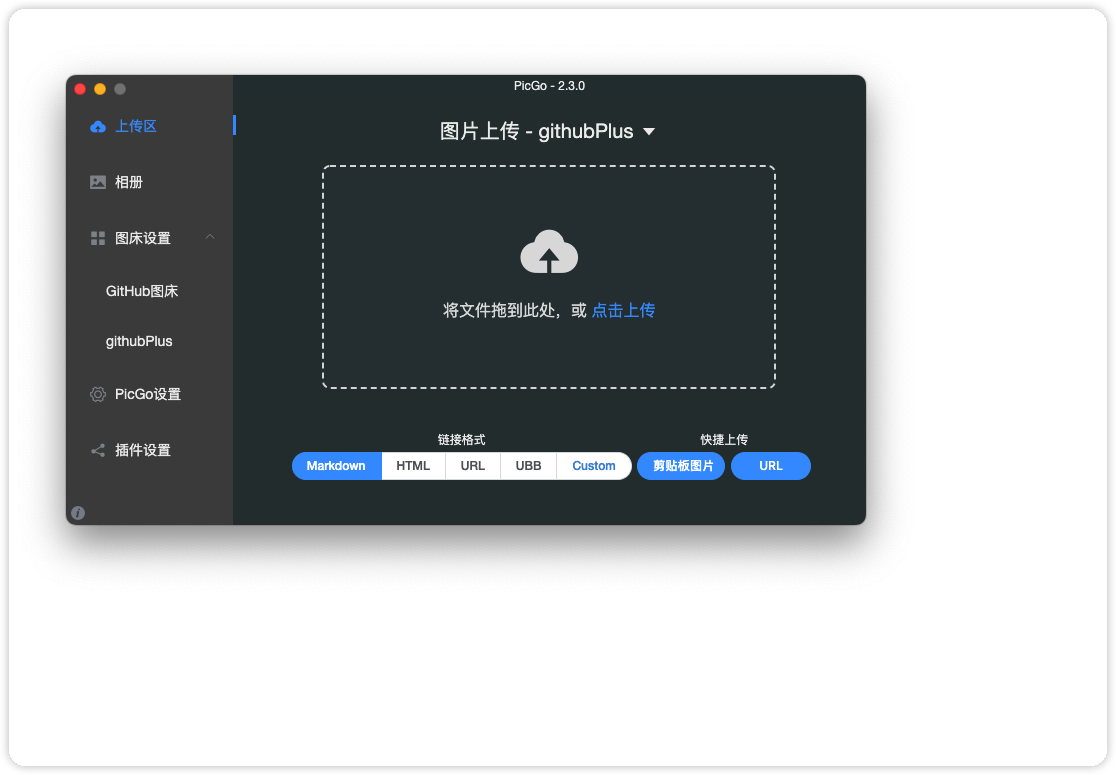 PicGo - 2.3.0
上传区
相册
图床设置
GitHub图床
githubPlus
PicGo设置
插件设置
图片上传 - githubPlus
将文件拖到此处，或 点击上传
链接格式
Markdown HTML URL UBB Custom
快捷上传
剪贴板图片 URL